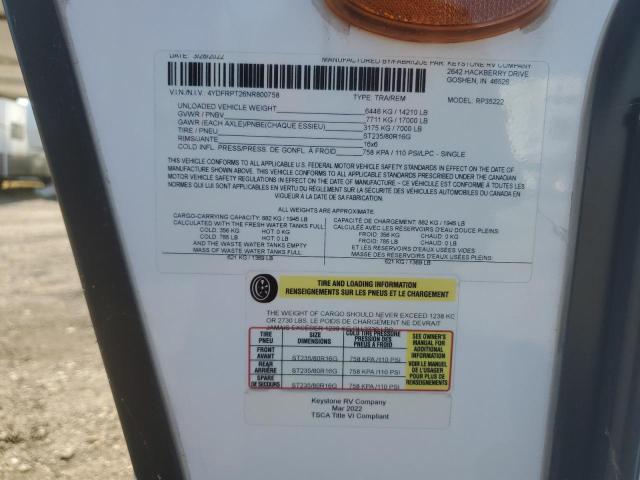 DATE: 3/28/2022
MANUFACTURED BY/FABRIQUE PAR: KEYSTONE RV COMPANY
2642 HACKBERRY DRIVE
GOSHEN, IN 46526
V.I.N./N.I.V. 4YDFRPT26NR800758
TYPE: TRA/REM
MODEL: RP35222
UNLOADED VEHICLE WEIGHT: 6446 KG / 14210 LB
GVWR / PNBV 7711 KG / 17000 LB
GAWR (EACH AXLE)/PNBE(CHAQUE ESSIEU) 3175 KG / 7000 LB
TIRE / PNEU ST235/80R16G
RIMS/JANTE 16x6
COLD INFL. PRESS/PRESS DE GONFL. À FROID: 758 KPA / 110 PSI/LPC - SINGLE
THIS VEHICLE CONFORMS TO ALL APPLICABLE U.S. FEDERAL MOTOR VEHICLE SAFETY STANDARDS IN EFFECT ON THE DATE OF
MANUFACTURE SHOWN ABOVE. THIS VEHICLE CONFORMS TO ALL APPLICABLE STANDARDS PRESCRIBED UNDER THE CANADIAN
MOTOR VEHICLE SAFETY REGULATIONS IN EFFECT ON THE DATE OF MANUFACTURE – CE VÉHICULE EST CONFORME À TOUTES LES
NORMES QUI LUI SONT APPLICABLES EN VERTU DU RÈGLEMENT SUR LA SÉCURITÉ DES VÉHICULES AUTOMOBILES DU CANADA EN
VIGUEUR À LA DATE DE SA FABRICATION.
ALL WEIGHTS ARE APPROXIMATE.
CARGO-CARRYING CAPACITY: 882 KG / 1945 LB
CALCULATED WITH THE FRESH WATER TANKS FULL
COLD: 356 KG HOT: 0 KG
COLD: 785 LB HOT: 0 LB
AND THE WASTE WATER TANKS EMPTY
MASS OF WASTE WATER TANKS FULL:
621 KG / 1369 LB
CAPACITÉ DE CHARGEMENT: 882 KG / 1945 LB
CALCULÉE AVEC LES RÉSERVOIRS D'EAU DOUCE PLEINS
FROID: 356 KG CHAUD: 0 KG
FROID: 785 LB CHAUD: 0 LB
ET RÉSERVOIRS D'EAUX USÉES VIDES
MASSE DES RÉSERVOIRS D'EAUX USÉES PLEINS:
621 KG / 1369 LB
TIRE AND LOADING INFORMATION
RENSEIGNEMENTS SUR LES PNEUS ET LE CHARGEMENT
THE WEIGHT OF CARGO SHOULD NEVER EXCEED 1238 KG
OR 2730 LBS. LE POIDS DE CHARGEMENT NE DEVRAIT
JAMAIS EXCEDER
TIRE PNEU
SIZE DIMENSIONS
COLD TIRE PRESSURE PRESSION DES PNEUS A FROID
FRONT AVANT ST235/80R16G 758 KPA /110 PSI
REAR ARRIÈRE ST235/80R16G 758 KPA /110 PSI
SPARE DE SECOURS ST235/80R16G 758 KPA /110 PSI
SEE OWNER'S
MANUAL FOR
ADDITIONAL
INFORMATION
VOIR LE MANUEL
DE L'USAGER
POUR PLUS DE
RENSEIGNEMENTS
Keystone RV Company
Mar 2022
TSCA Title VI Compliant